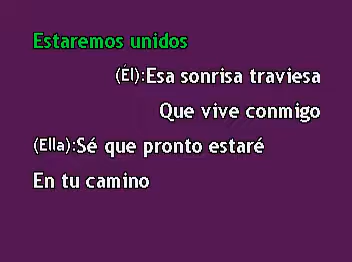 Estaremos unidos
(Él):Esa sonrisa traviesa
Que vive conmigo
(Ella):Sé que pronto estaré
En tu camino